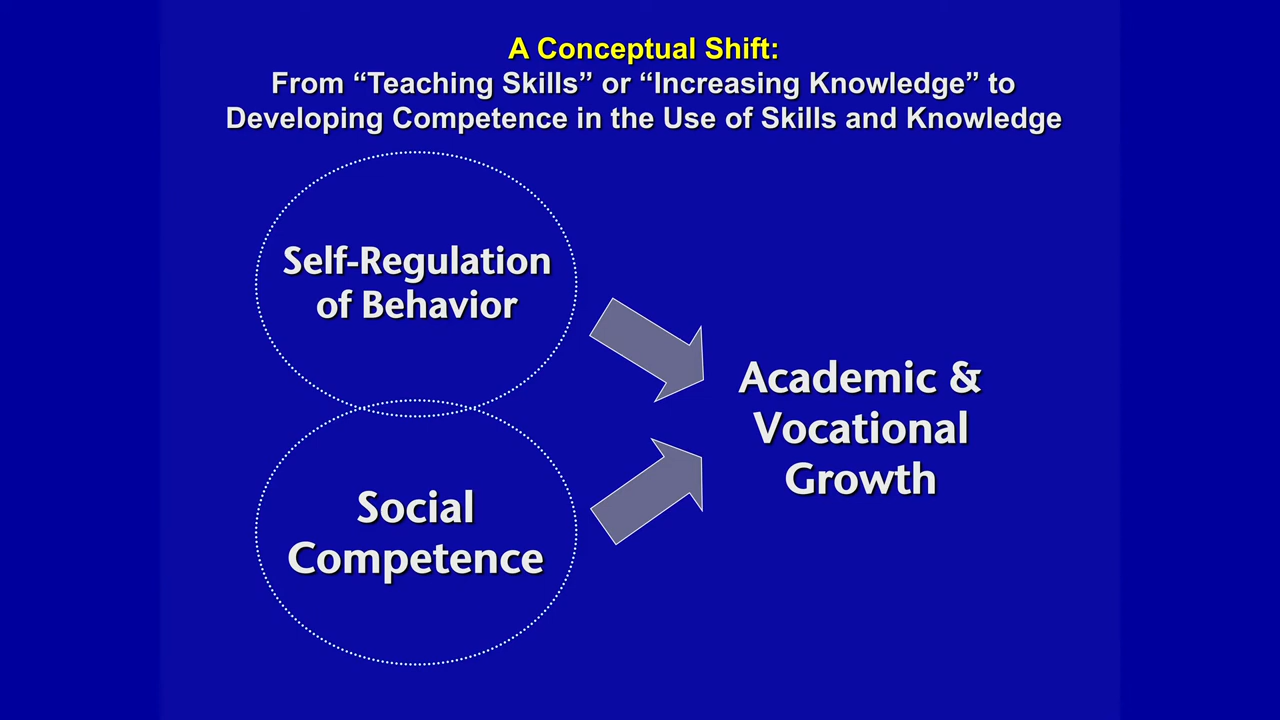 A Conceptual Shift:
From “Teaching Skills” or “Increasing Knowledge” to
Developing Competence in the Use of Skills and Knowledge
Self-Regulation
of Behavior
Social
Competence
Academic &
Vocational
Growth